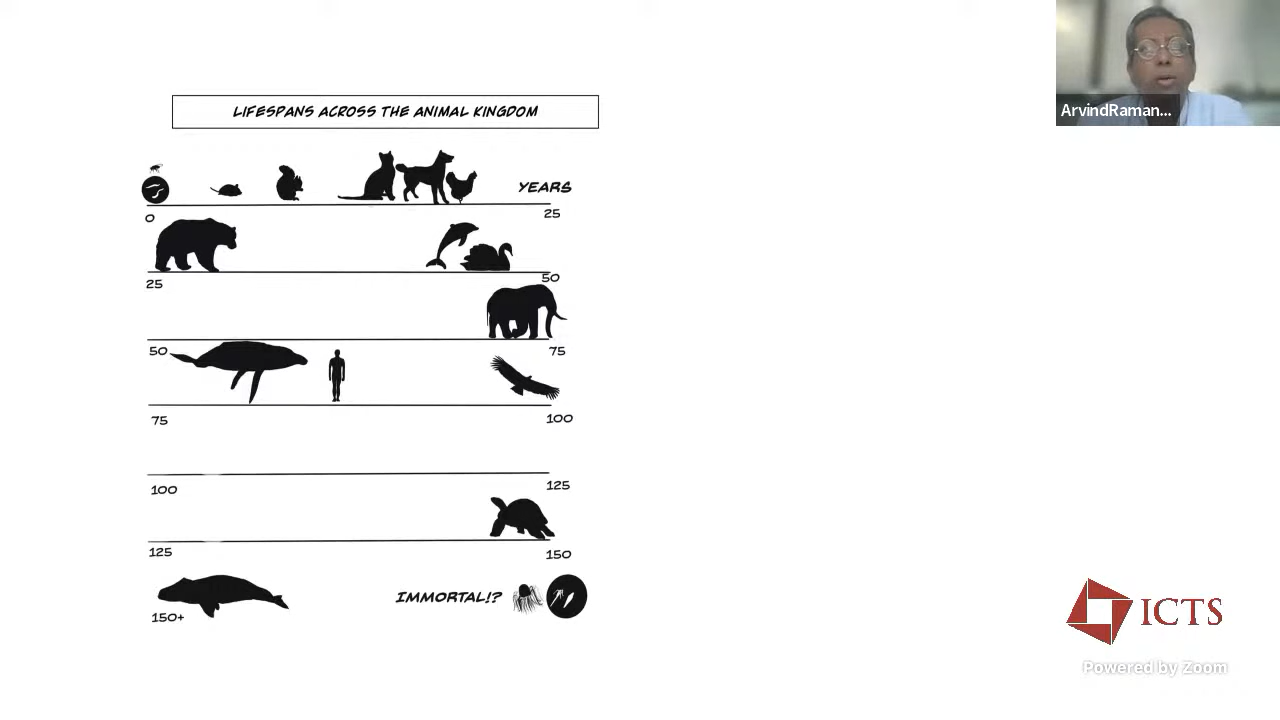 ArvindRaman...
LIFESPANS ACROSS THE ANIMAL KINGDOM
YEARS
0
25
25
50
50
75
75
100
100
125
125
150
150+
IMMORTAL!?
ICTS
Powered by Zoom